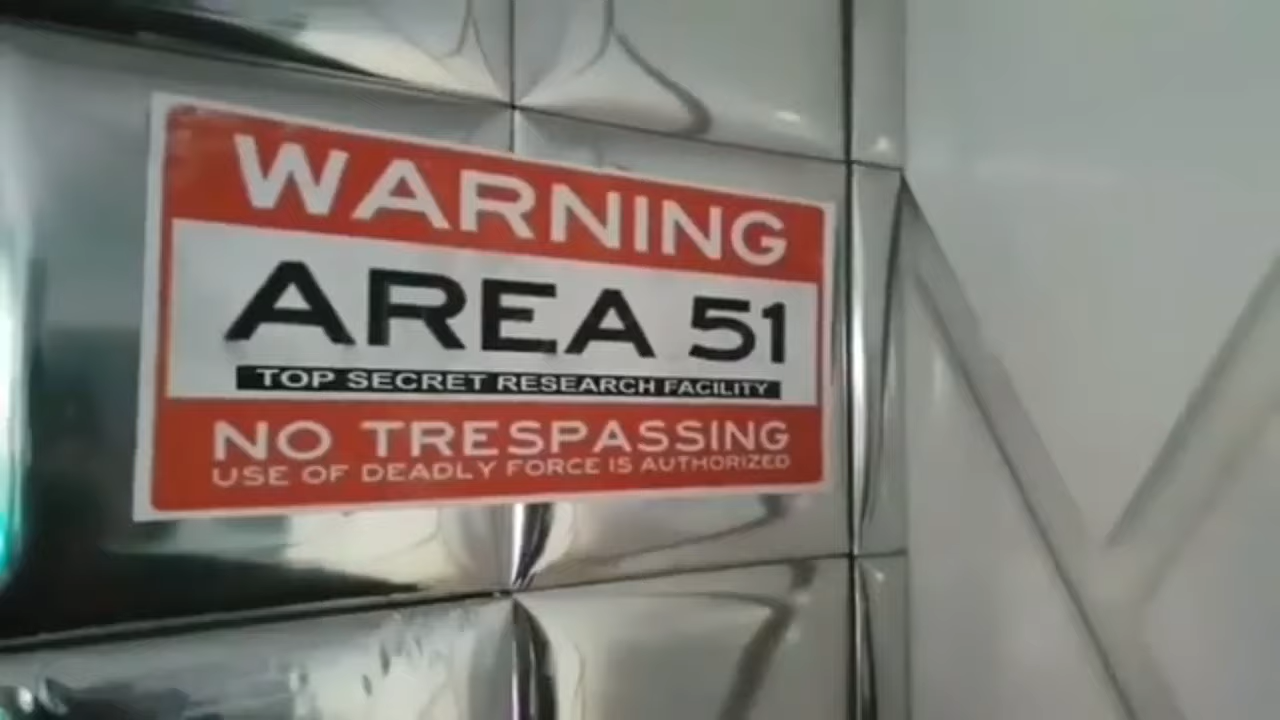 WARNING
AREA 51
TOP SECRET RESEARCH FACILITY
NO TRESPASSING
USE OF DEADLY FORCE IS AUTHORIZED